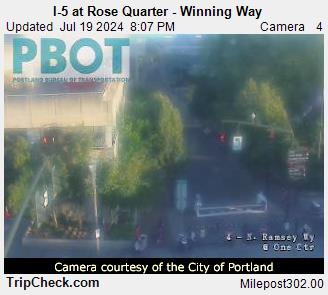 I-5 at Rose Quarter - Winning Way
Updated Jul 19 2024 8:07 PM Camera 4
PBOT
PORTLAND BUREAU OF TRANSPORTATION
4 - N. Ramsey Wy
@ One Ctr
Camera courtesy of the City of Portland
TripCheck.com Milepost302.00